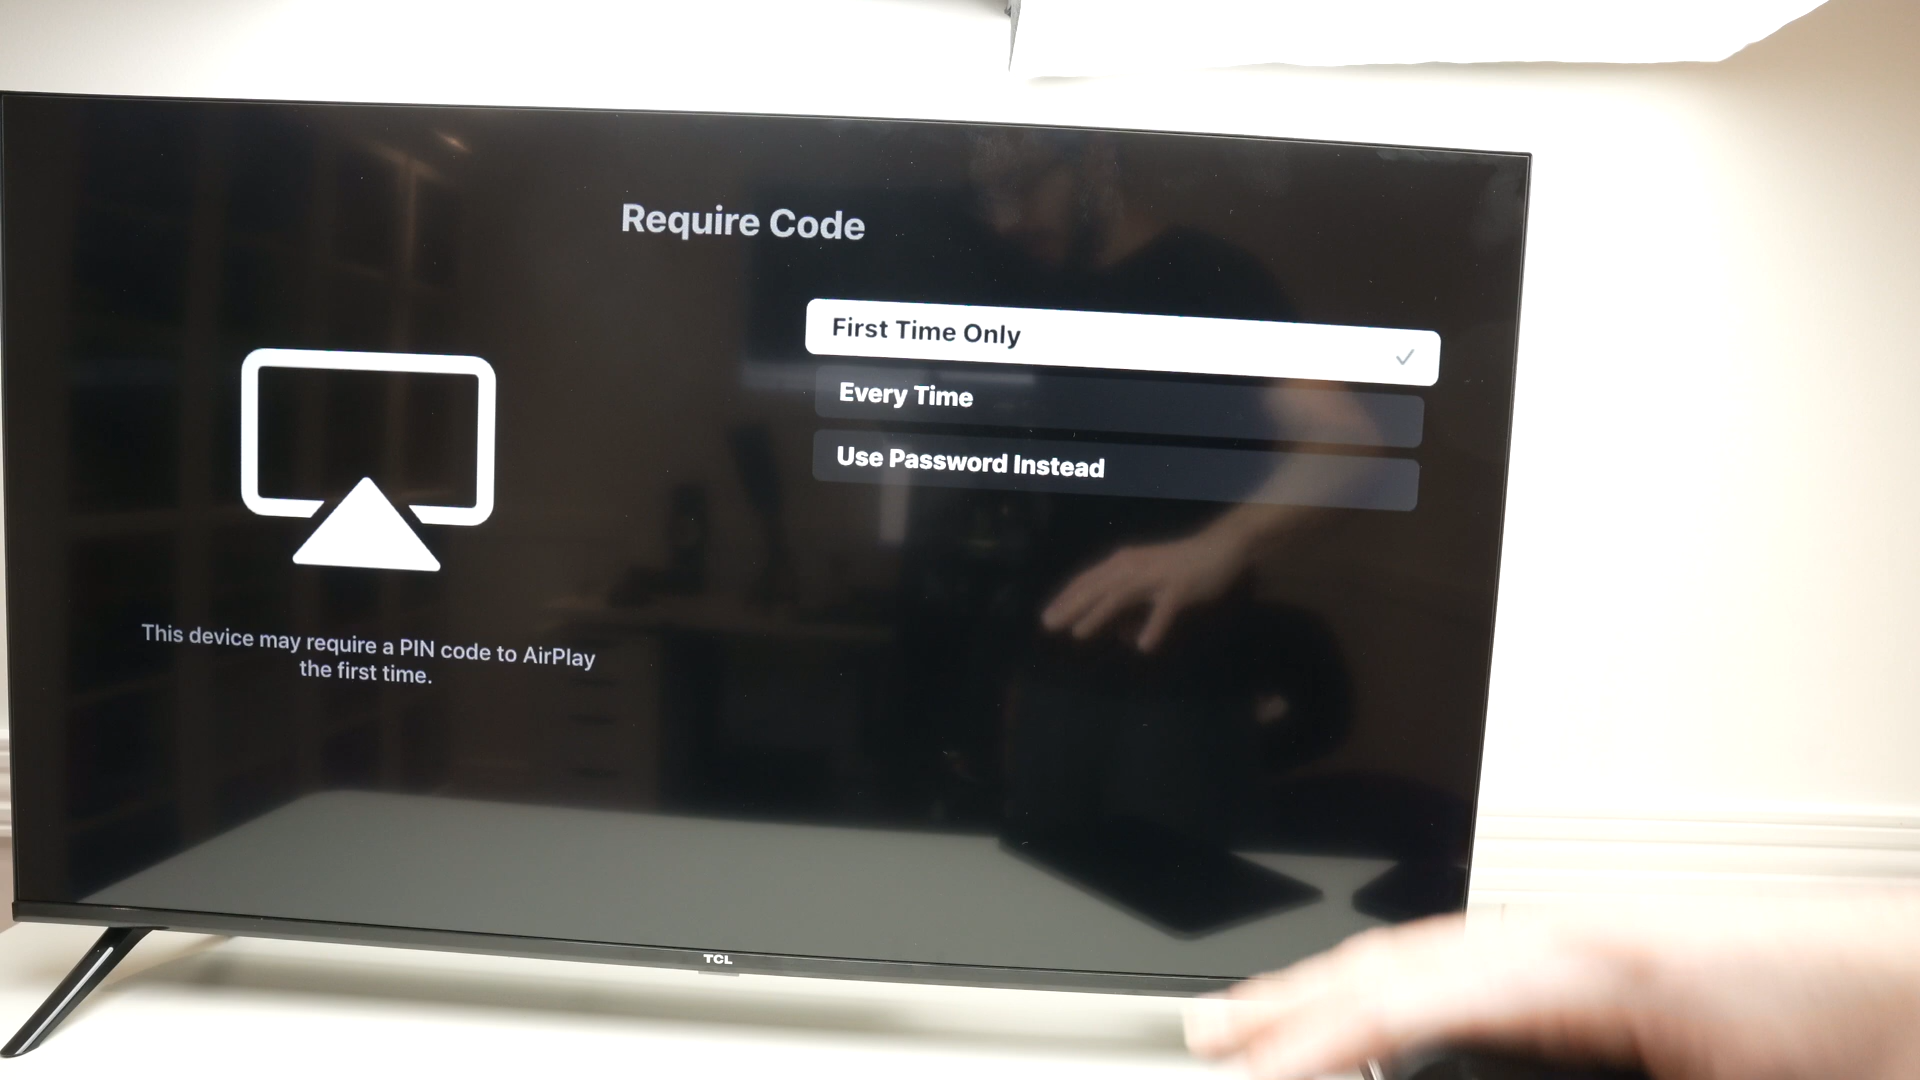 Require Code
First Time Only
Every Time
Use Password Instead
This device may require a PIN code to AirPlay
the first time.
TCL